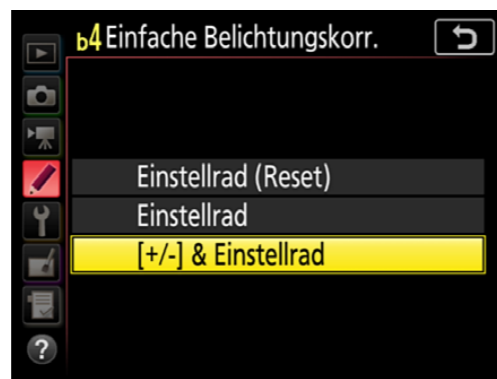 b4 Einfache Belichtungskorr.
Einstellrad (Reset)
Einstellrad
[+/-] & Einstellrad
?